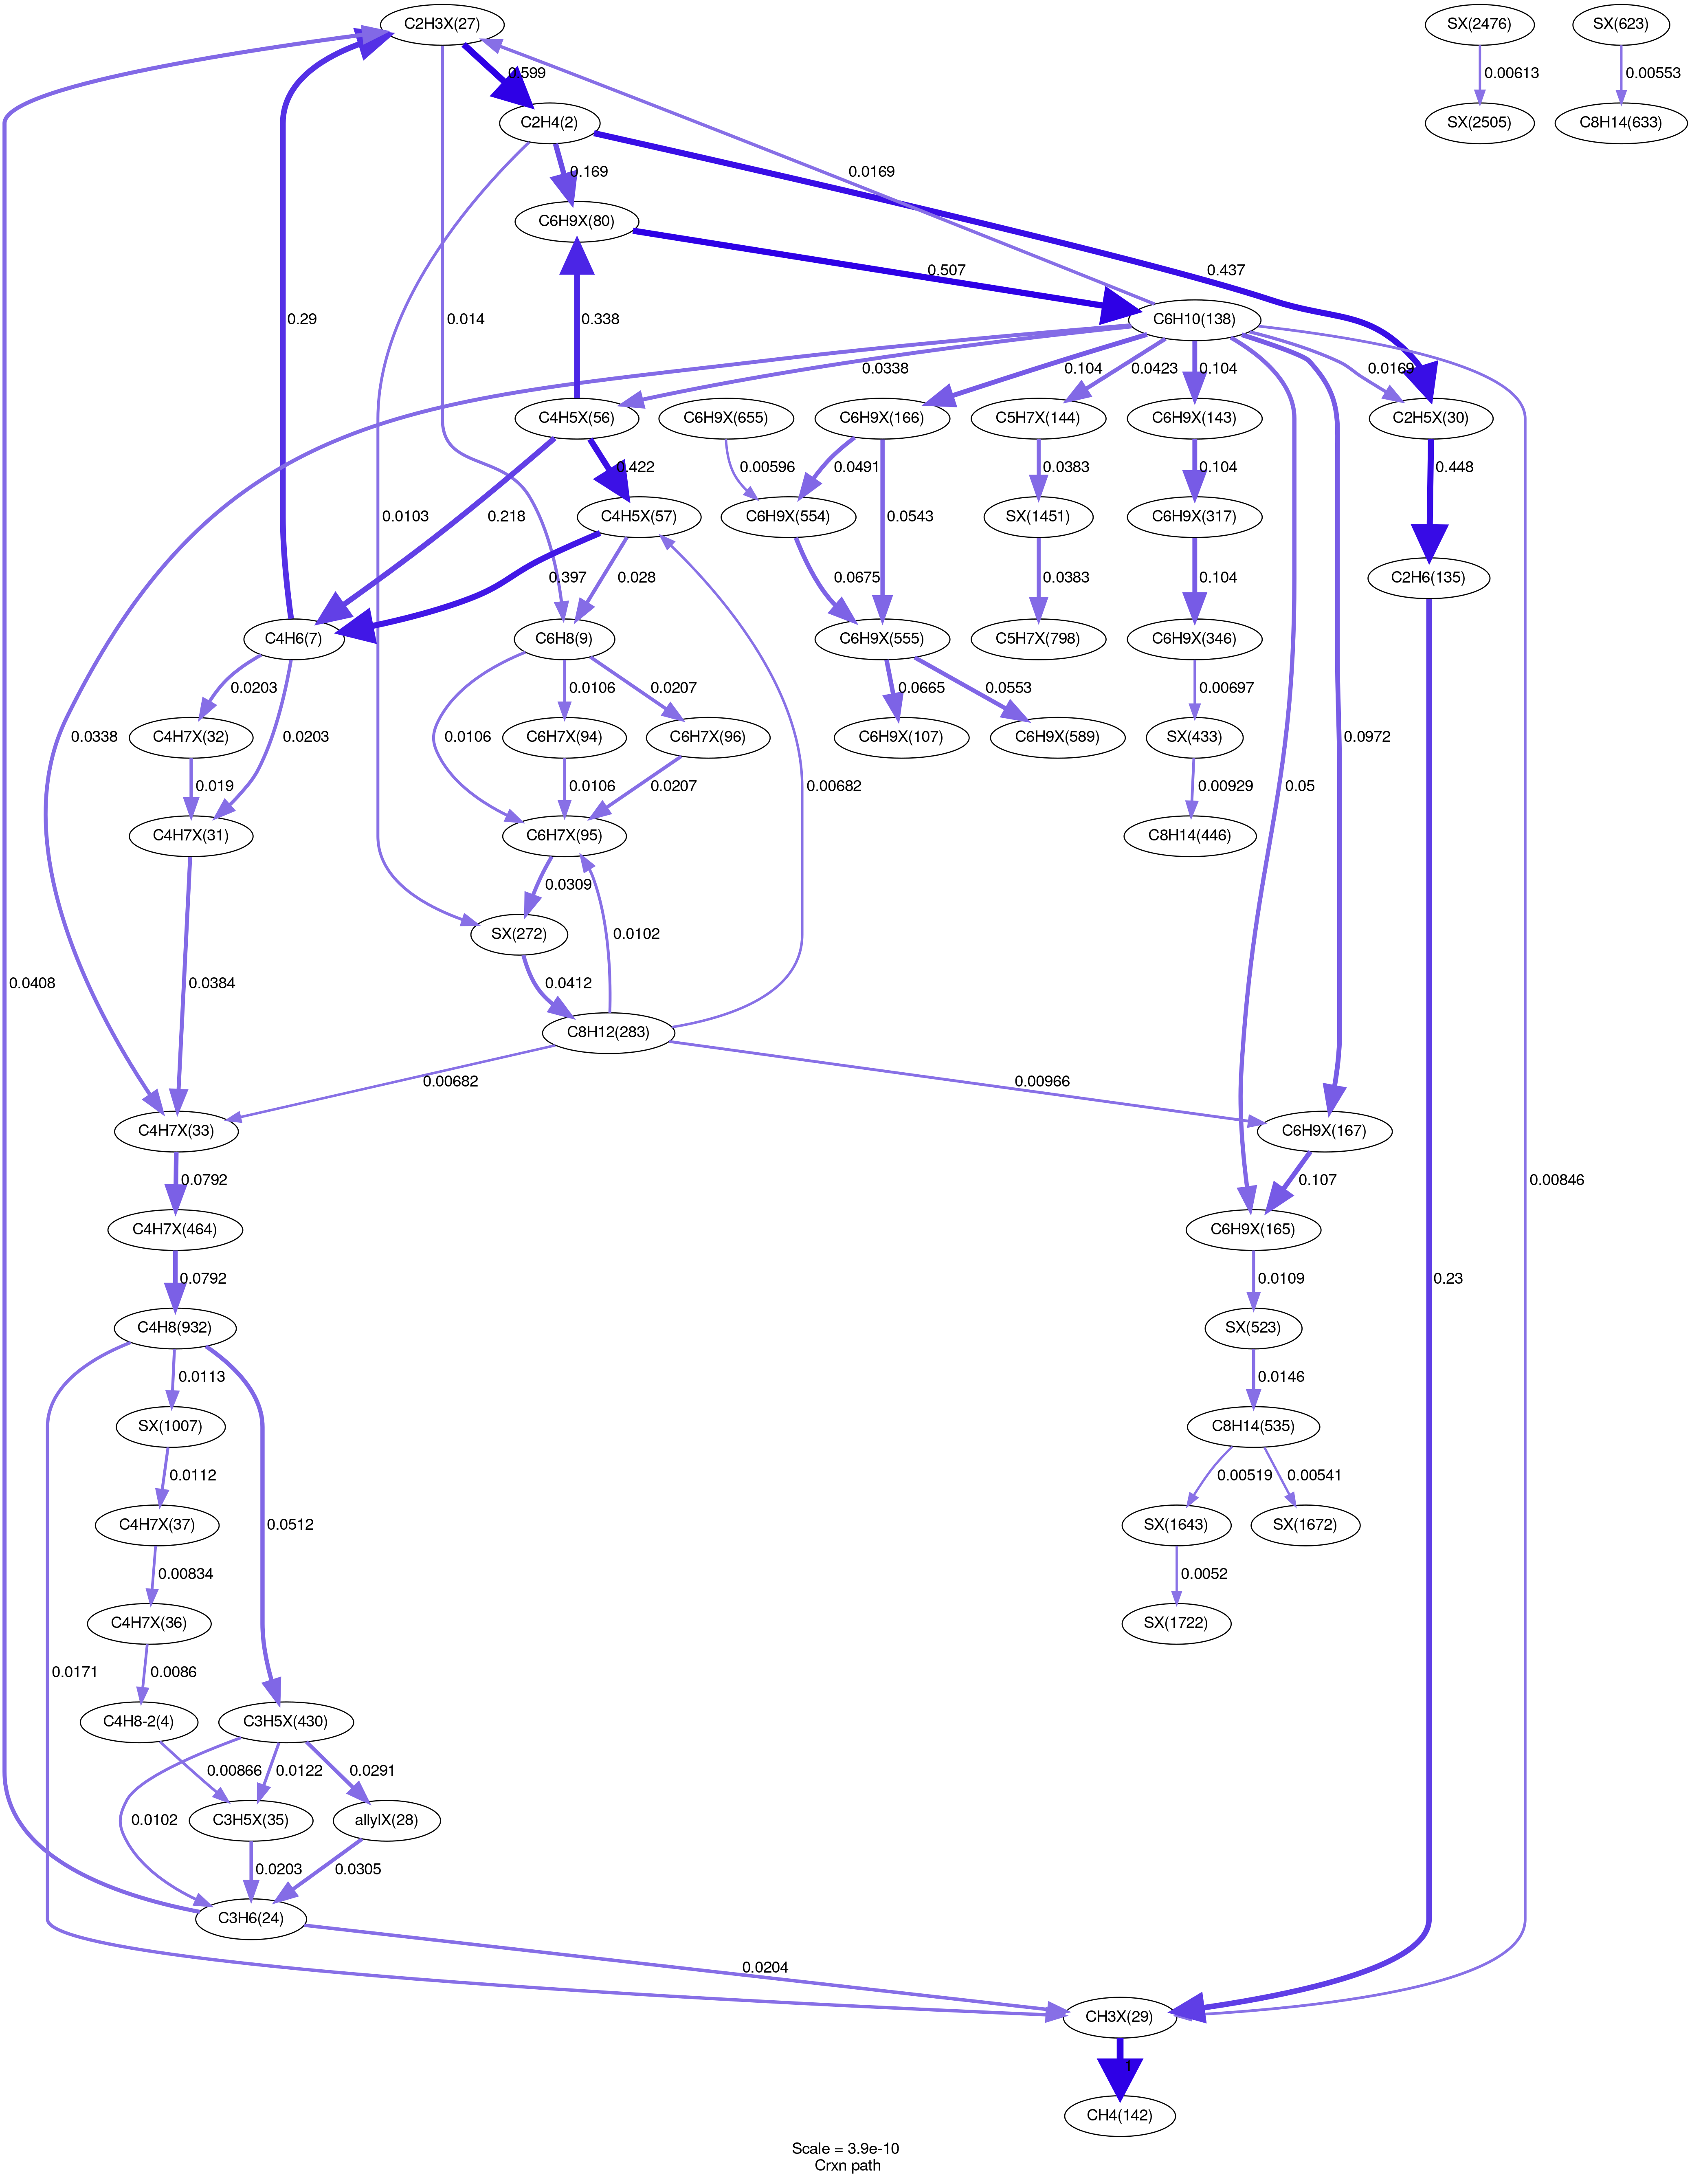 C2H3X(27)
SX(2476)
SX(623)
0.599
0.00613
0.00553
C2H4(2)
SX(2505)
C8H14(633)
0.169
0.0169
C6H9X(80)
0.507
0.437
0.29
0.014
0.338
C6H10(138)
0.0338
0.104
0.0423
0.104
0.0169
C4H5X(56)
C6H9X(655)
C6H9X(166)
C5H7X(144)
C6H9X(143)
C2H5X(30)
0.422
0.00596
0.0491
0.0383
0.104
0.448
0.218
0.0103
C4H5X(57)
C6H9X(554)
0.0543
SX(1451)
C6H9X(317)
0.397
0.028
0.0675
0.0383
0.104
C2H6(135)
C4H6(7)
C6H8(9)
C6H9X(555)
C5H7X(798)
C6H9X(346)
0.0203
0.0106
0.0207
0.0665
0.0553
0.00697
0.0338
0.0203
0.0106
0.0972
C4H7X(32)
C6H7X(94)
C6H7X(96)
C6H9X(107)
C6H9X(589)
SX(433)
0.019
0.0106
0.0207
0.00682
0.00929
0.05
C4H7X(31)
C6H7X(95)
C8H14(446)
0.0309
SX(272)
0.0102
0.0408
0.0384
0.0412
C8H12(283)
0.00682
0.00966
C4H7X(33)
C6H9X(167)
0.0792
0.107
0.00846
C4H7X(464)
C6H9X(165)
0.0792
0.0109
0.23
C4H8(932)
SX(523)
0.0113
0.0146
SX(1007)
C8H14(535)
0.0112
0.00519
0.00541
C4H7X(37)
0.0512
SX(1643)
SX(1672)
0.00834
0.0052
C4H7X(36)
SX(1722)
0.0171
0.0086
C4H8-2(4)
C3H5X(430)
0.00866
0.0122
0.0291
0.0102
C3H5X(35)
allylX(28)
0.0203
0.0305
C3H6(24)
0.0204
CH3X(29)
1
CH4(142)
Scale = 3.9e-10
Crxn path